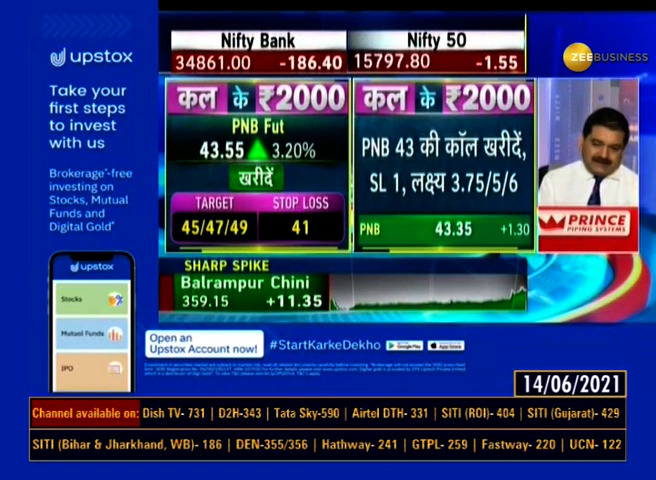 upstox
Take your
first steps
to invest
with us
Brokerage*-free
investing on
Stocks, Mutual
Funds and
Digital Gold*
upstox
Stocks
Mutual Funds
IPO
Nifty Bank
34861.00 -186.40
Nifty 50
15797.80 -1.55
ZEE BUSINESS
कल के ₹2000
PNB Fut
43.55 3.20%
खरीदें
TARGET
45/47/49
STOP LOSS
41
कल के ₹2000
PNB 43 की कॉल खरीदें,
SL 1, लक्ष्य 3.75/5/6
PNB 43.35 +1.30
PRINCE
PIPING SYSTEMS
SHARP SPIKE
Balrampur Chini
359.15 +11.35
Open an
Upstox Account now!
#StartKarkeDekho
Google Play
App Store
14/06/2021
Channel available on: Dish TV- 731 | D2H-343 | Tata Sky-590 | Airtel DTH- 331 | SITI (ROI)- 404 | SITI (Gujarat)- 429
SITI (Bihar & Jharkhand, WB)- 186 | DEN-355/356 | Hathway- 241 | GTPL- 259 | Fastway- 220 | UCN- 122